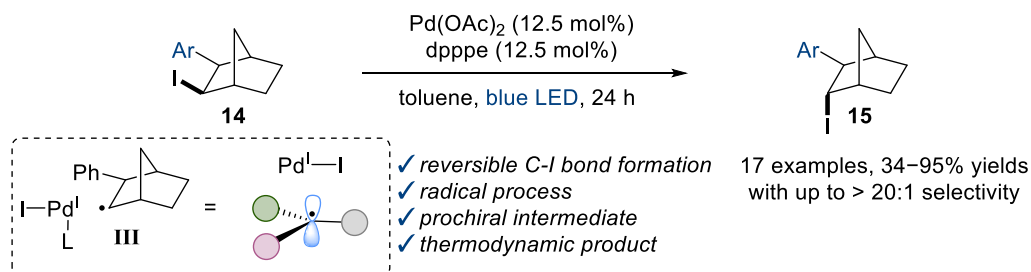 Ar
I
14
Pd(OAc)2 (12.5 mol%)
dpppe (12.5 mol%)
toluene, blue LED, 24 h
Ar
I
15
Ph
I—PdI
L
III
=
PdI—I
✓ reversible C-I bond formation
✓ radical process
✓ prochiral intermediate
✓ thermodynamic product
17 examples, 34−95% yields
with up to > 20:1 selectivity